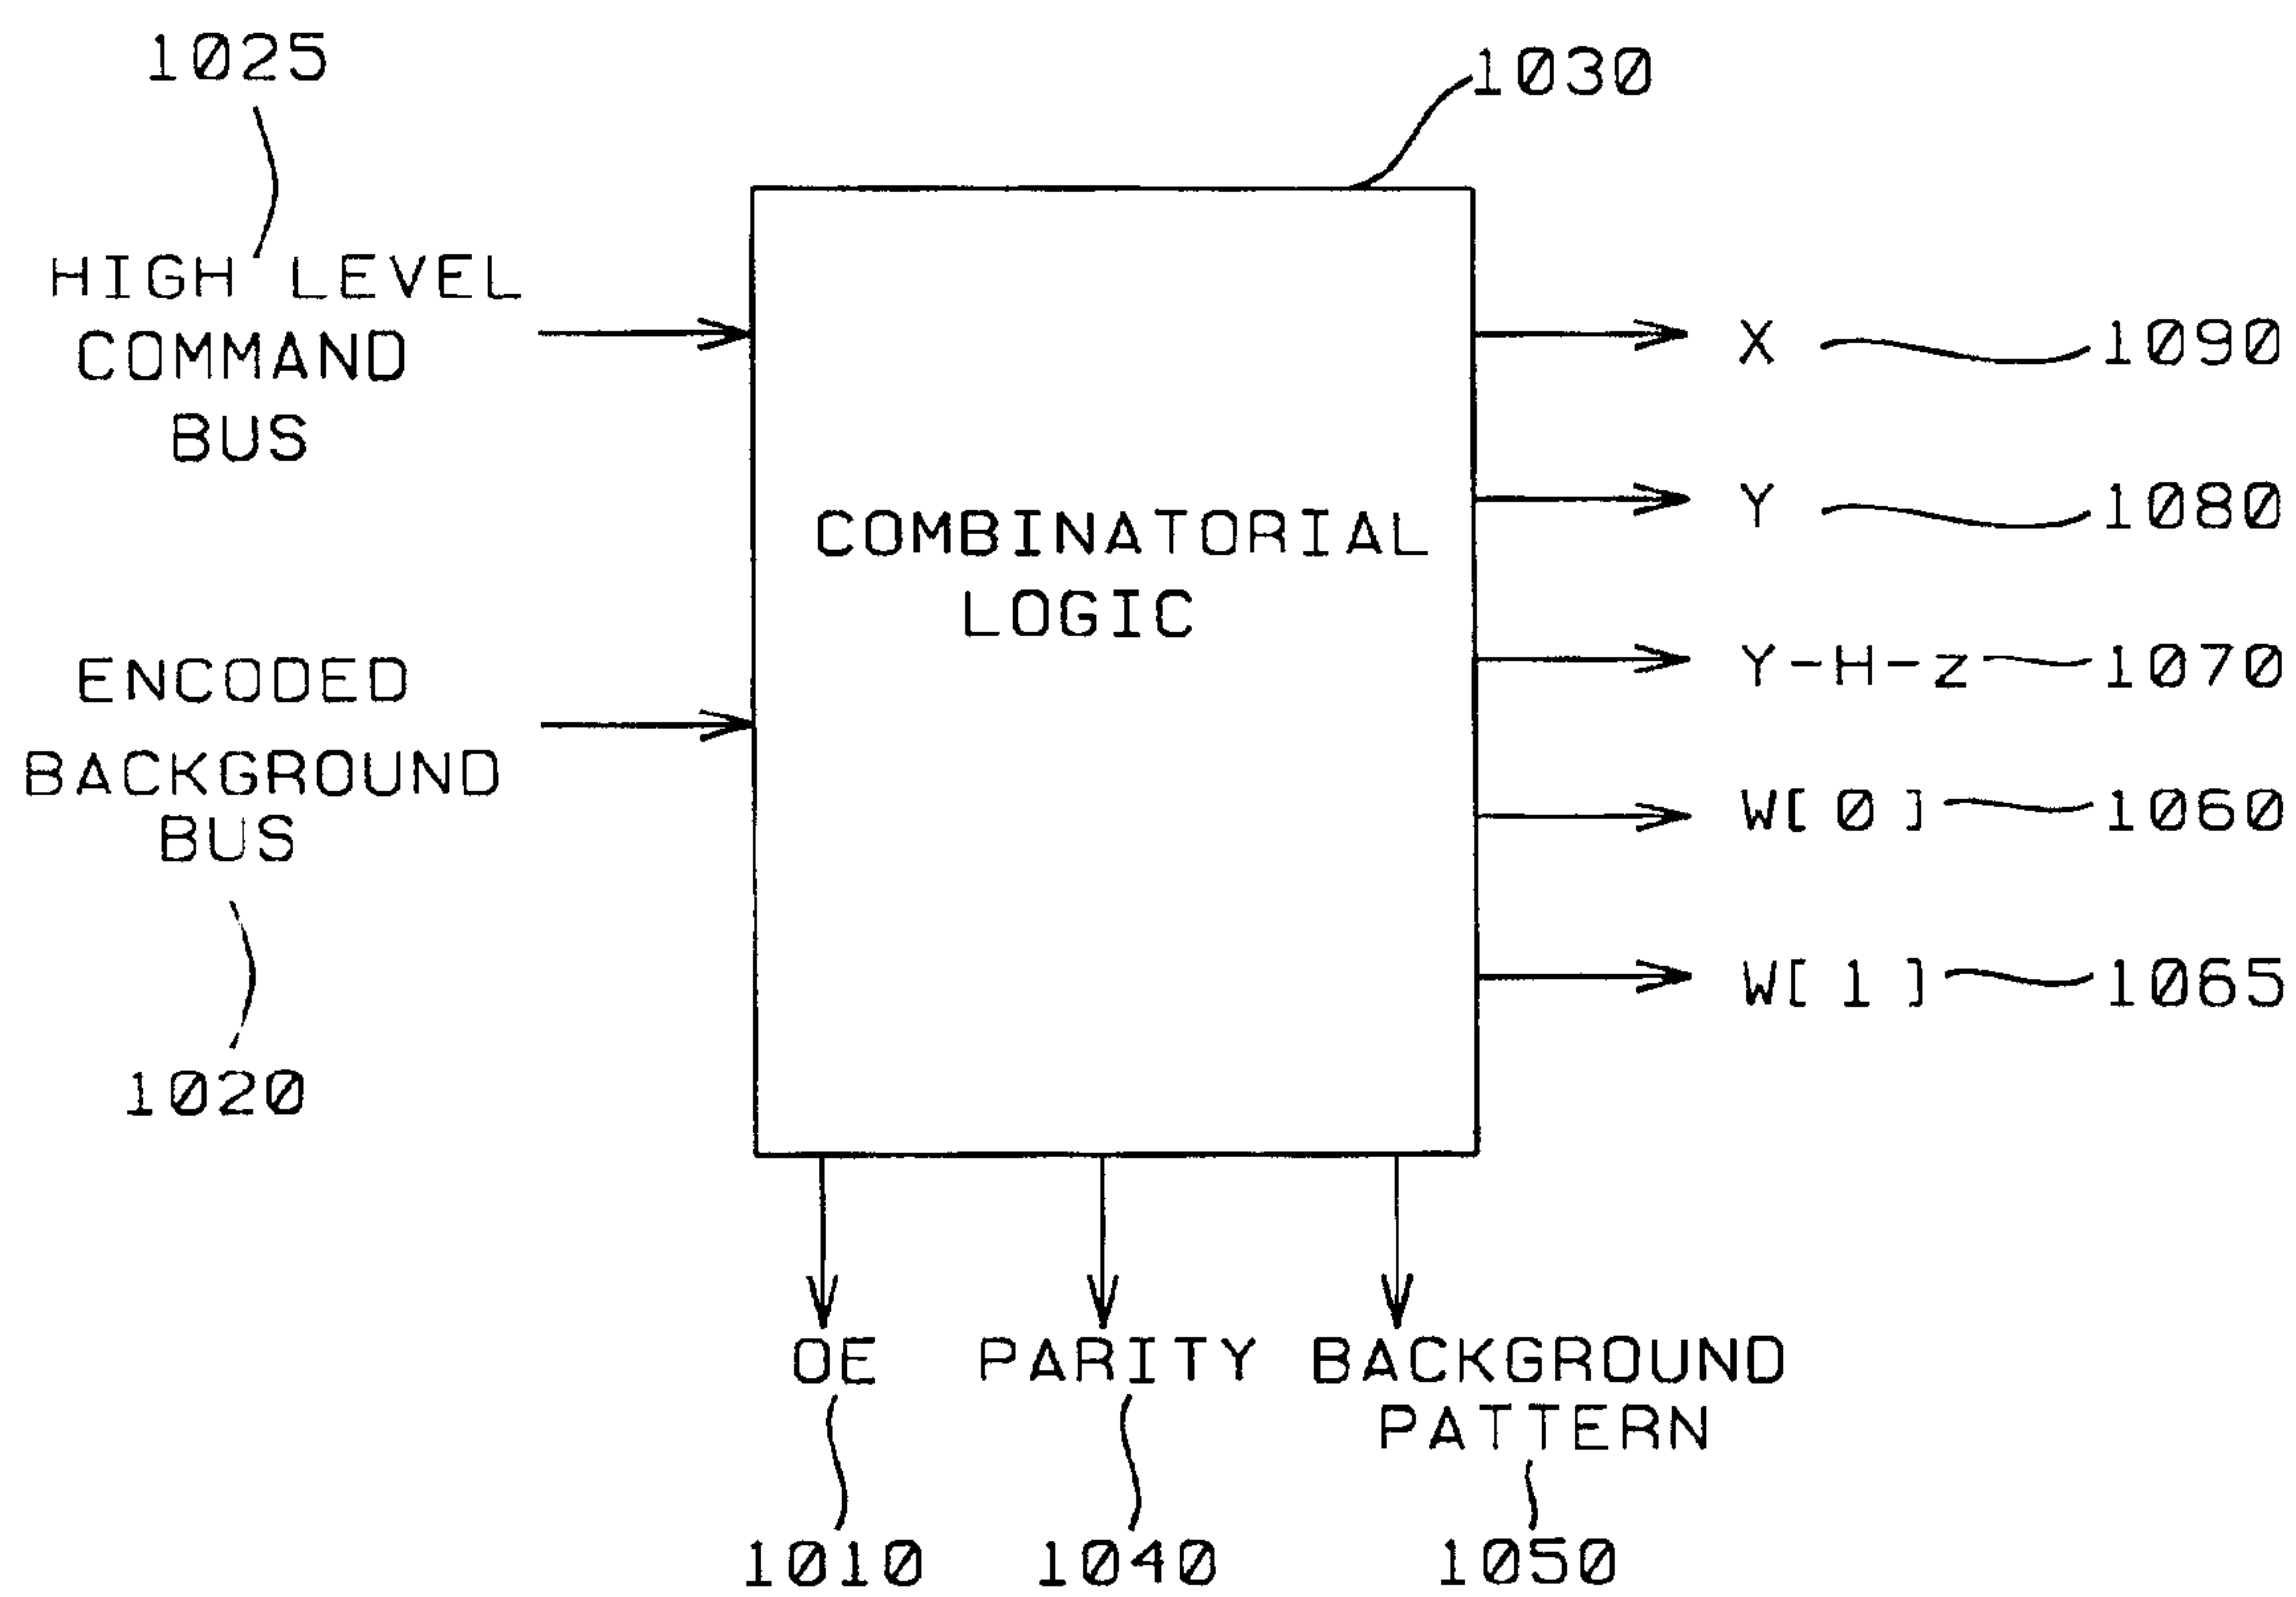 1025
1030
HIGH LEVEL
COMMAND
BUS
X 1090
Y 1080
COMBINATORIAL
LOGIC
ENCODED
BACKGROUND
BUS
1020
Y-H-z 1070
W[0] 1060
W[1] 1065
OE
PARITY
BACKGROUND
PATTERN
1010
1040
1050